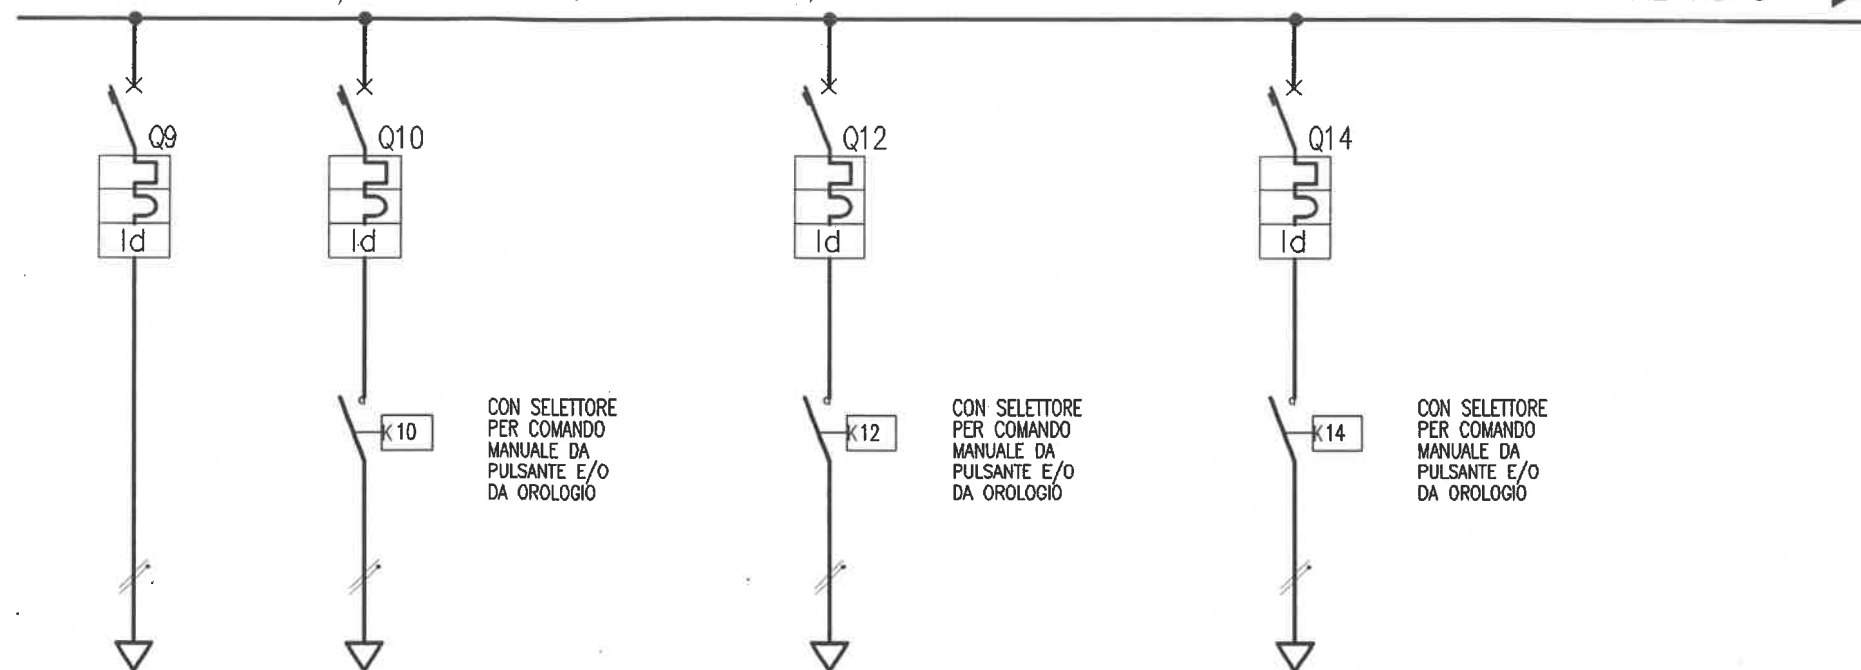 Q9
Q10
Q12
Q14
Id
Id
Id
Id
K10
CON SELETTORE
PER COMANDO
MANUALE DA
PULSANTE E/O
DA OROLOGIO
K12
CON SELETTORE
PER COMANDO
MANUALE DA
PULSANTE E/O
DA OROLOGIO
K14
CON SELETTORE
PER COMANDO
MANUALE DA
PULSANTE E/O
DA OROLOGIO